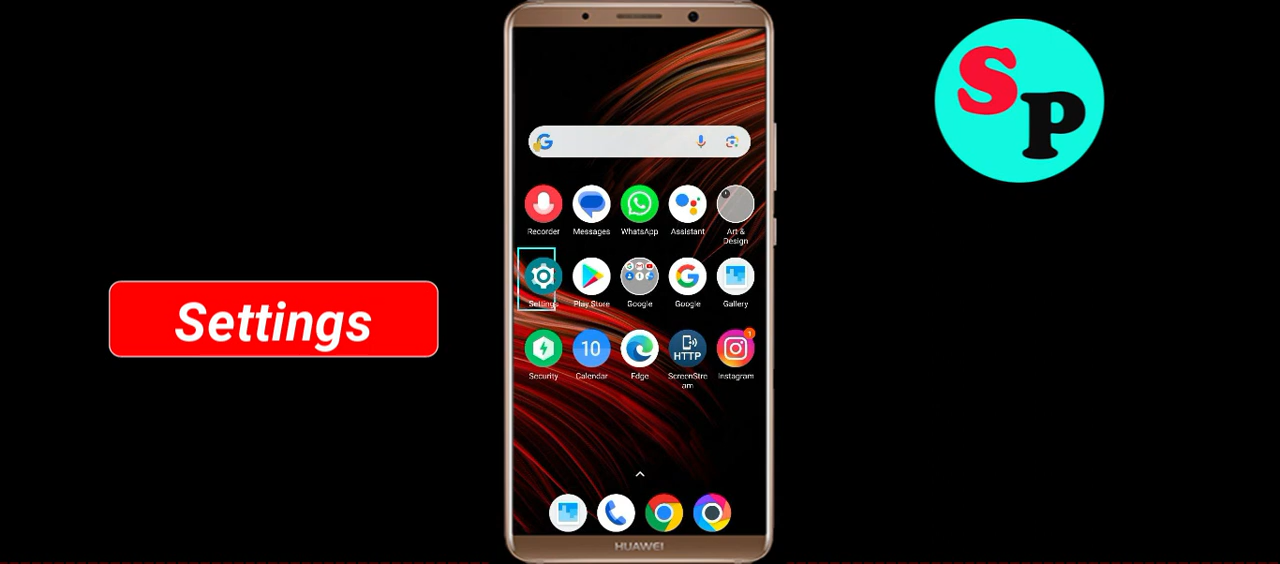 S
P
Recorder
Messages
WhatsApp
Assistant
Art &
Design
Settings
Play Store
Google
Google
Gallery
10
HTTP
1
Security
Calendar
Edge
ScreenStre
am
Instagram
Settings
HUAWEI